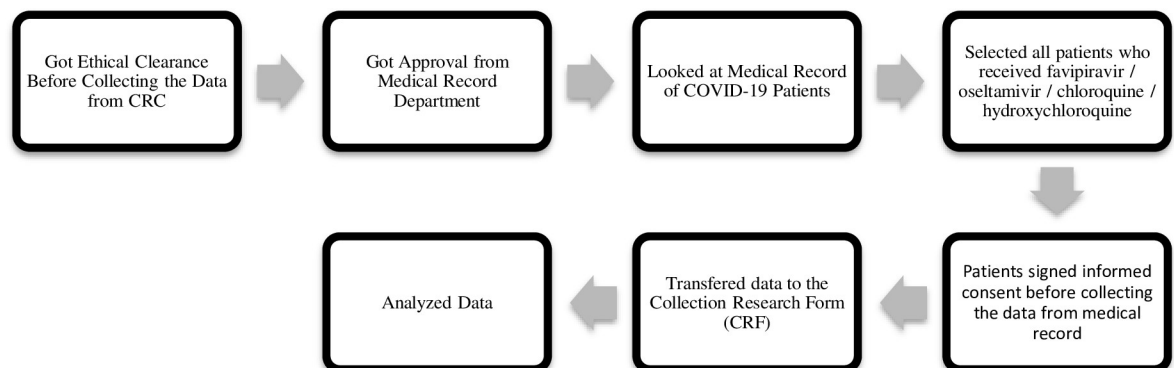 Got Ethical Clearance
Before Collecting the Data
from CRC
Got Approval from
Medical Record
Department
Looked at Medical Record
of COVID-19 Patients
Selected all patients who
received favipiravir /
oseltamivir / chloroquine /
hydroxychloroquine
Patients signed informed
consent before collecting
the data from medical
record
Transfered data to the
Collection Research Form
(CRF)
Analyzed Data